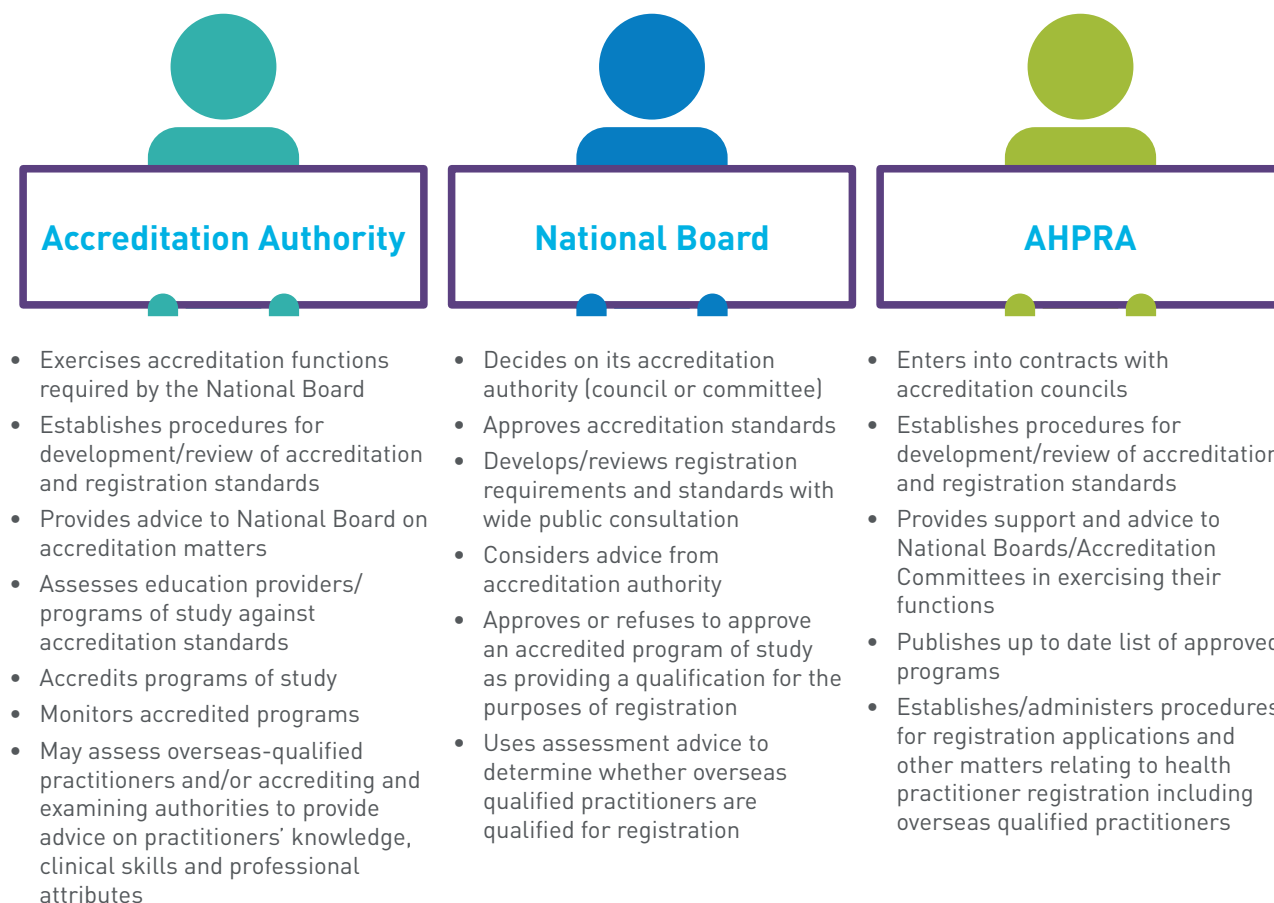 Accreditation Authority
• Exercises accreditation functions
required by the National Board
• Establishes procedures for
development/review of accreditation
and registration standards
• Provides advice to National Board on
accreditation matters
• Assesses education providers/
programs of study against
accreditation standards
• Accredits programs of study
• Monitors accredited programs
• May assess overseas-qualified
practitioners and/or accrediting and
examining authorities to provide
advice on practitioners’ knowledge,
clinical skills and professional
attributes
National Board
• Decides on its accreditation
authority (council or committee)
• Approves accreditation standards
• Develops/reviews registration
requirements and standards with
wide public consultation
• Considers advice from
accreditation authority
• Approves or refuses to approve
an accredited program of study
as providing a qualification for the
purposes of registration
• Uses assessment advice to
determine whether overseas
qualified practitioners are
qualified for registration
AHPRA
• Enters into contracts with
accreditation councils
• Establishes procedures for
development/review of accreditation
and registration standards
• Provides support and advice to
National Boards/Accreditation
Committees in exercising their
functions
• Publishes up to date list of approved
programs
• Establishes/administers procedures
for registration applications and
other matters relating to health
practitioner registration including
overseas qualified practitioners